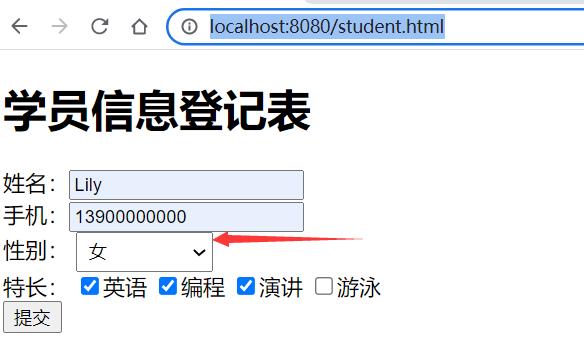 localhost:8080/student.html
学员信息登记表
姓名：Lily
手机：13900000000
性别：女
特长：英语 编程 演讲 游泳
提交